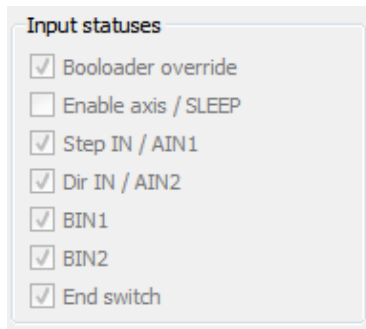 Input statuses
Booloader override
Enable axis / SLEEP
Step IN / AIN1
Dir IN / AIN2
BIN1
BIN2
End switch